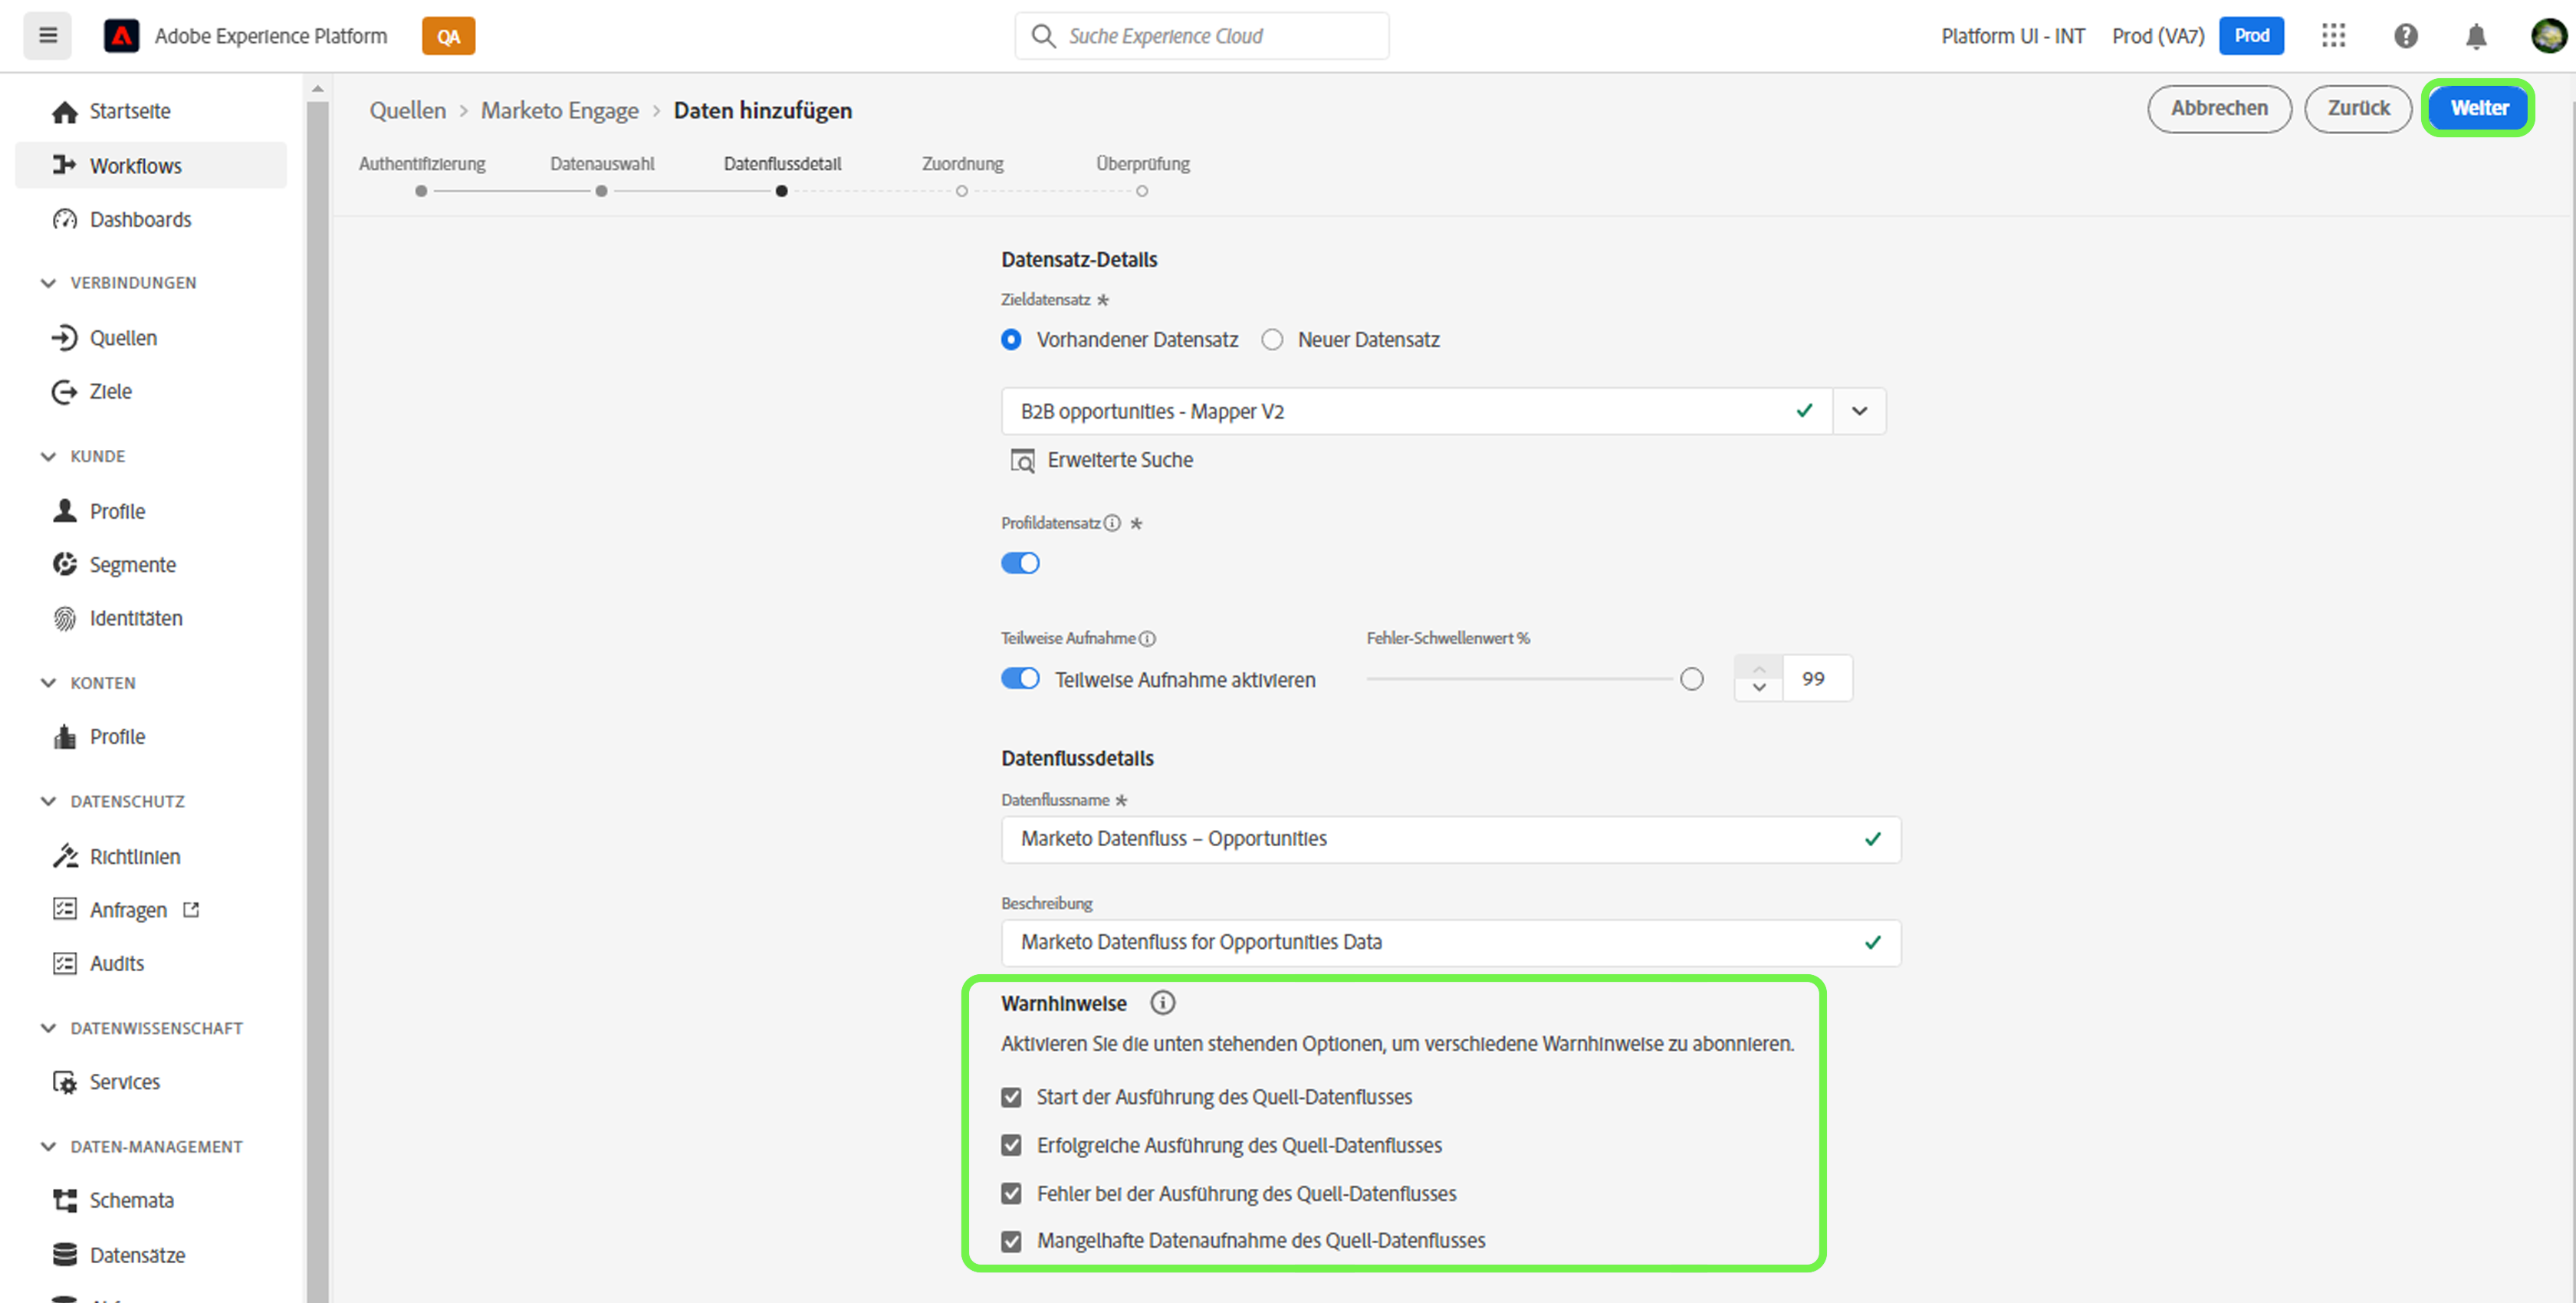 Adobe Experience Platform
QA
Suche Experience Cloud
Platform UI - INT
Prod (VA7)
Prod
Startseite
Workflows
Dashboards
VERBINDUNGEN
Quellen
Ziele
KUNDE
Profile
Segmente
Identitäten
KONTEN
Profile
DATENSCHUTZ
Richtlinien
Anfragen
Audits
DATENWISSENSCHAFT
Services
DATEN-MANAGEMENT
Schemata
Datensätze
Quellen > Marketo Engage > Daten hinzufügen
Abbrechen
Zurück
Weiter
Authentifizierung
Datenauswahl
Datenflussdetail
Zuordnung
Überprüfung
Datensatz-Details
Zieldatensatz *
Vorhandener Datensatz
Neuer Datensatz
B2B opportunities - Mapper V2
Erweiterte Suche
Profildatensatz *
Teilweise Aufnahme
Fehler-Schwellenwert %
Teilweise Aufnahme aktivieren
99
Datenflussdetails
Datenflussname *
Marketo Datenfluss – Opportunities
Beschreibung
Marketo Datenfluss for Opportunities Data
Warnhinweise
Aktivieren Sie die unten stehenden Optionen, um verschiedene Warnhinweise zu abonnieren.
Start der Ausführung des Quell-Datenflusses
Erfolgreiche Ausführung des Quell-Datenflusses
Fehler bei der Ausführung des Quell-Datenflusses
Mangelhafte Datenaufnahme des Quell-Datenflusses